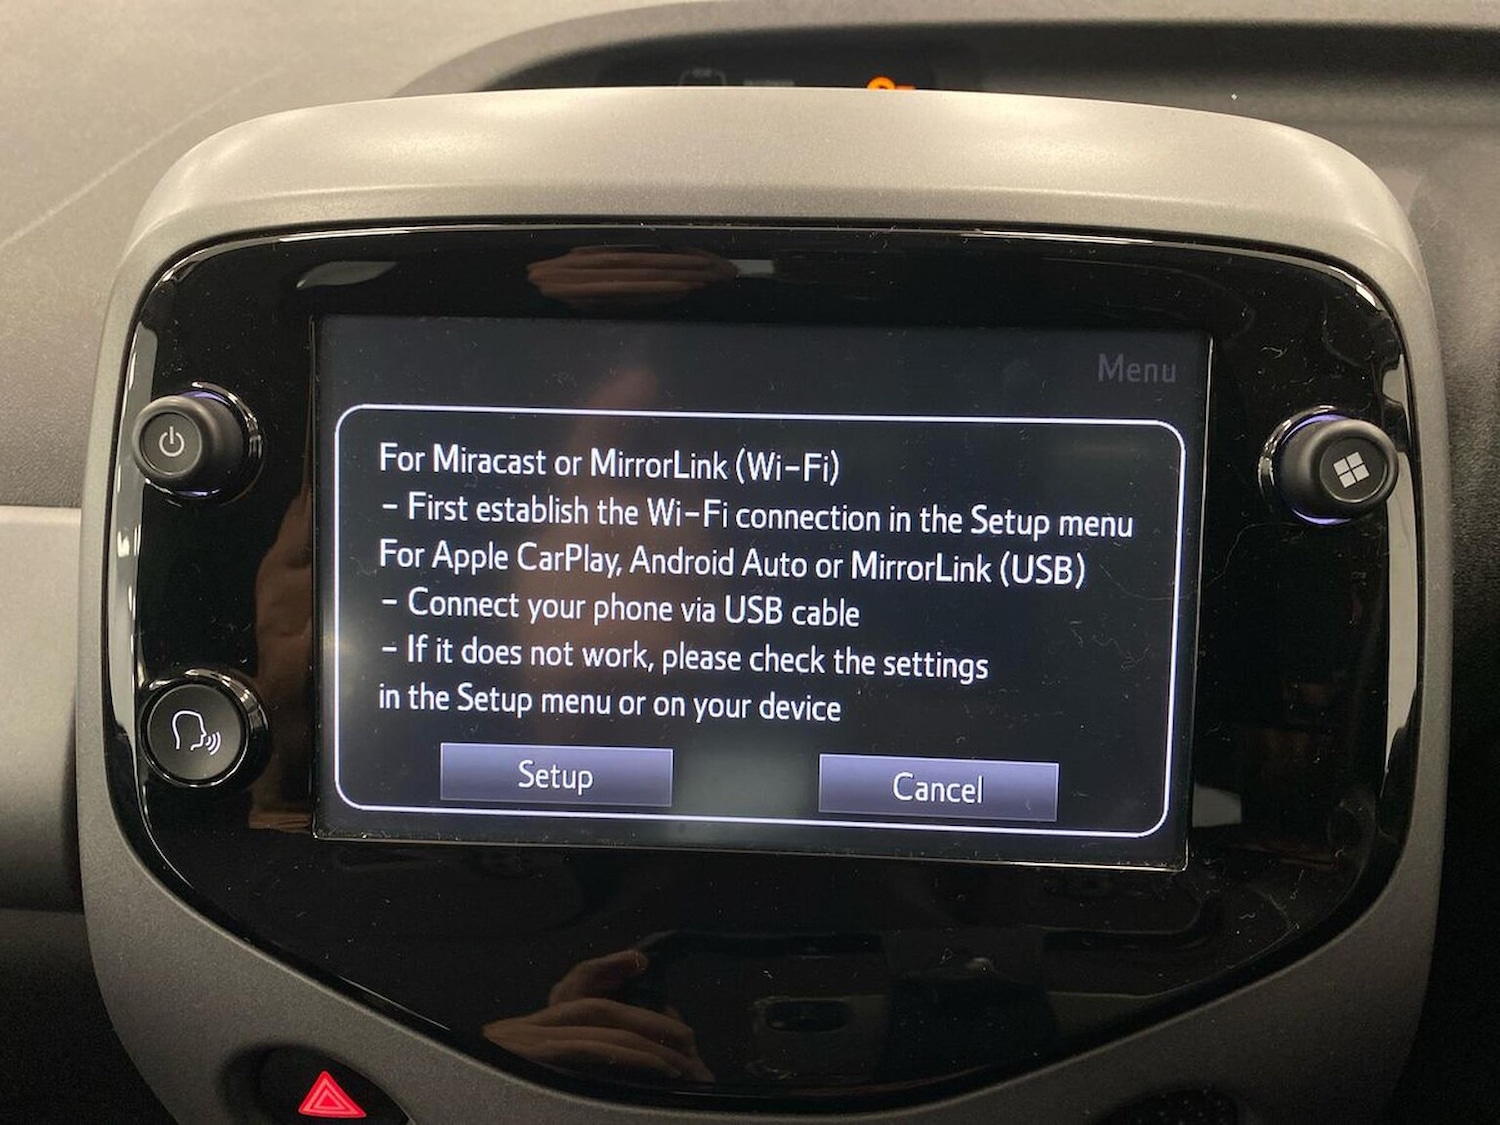 Menu
For Miracast or MirrorLink (Wi-Fi)
- First establish the Wi-Fi connection in the Setup menu
For Apple CarPlay, Android Auto or MirrorLink (USB)
- Connect your phone via USB cable
- If it does not work, please check the settings
in the Setup menu or on your device
Setup Cancel